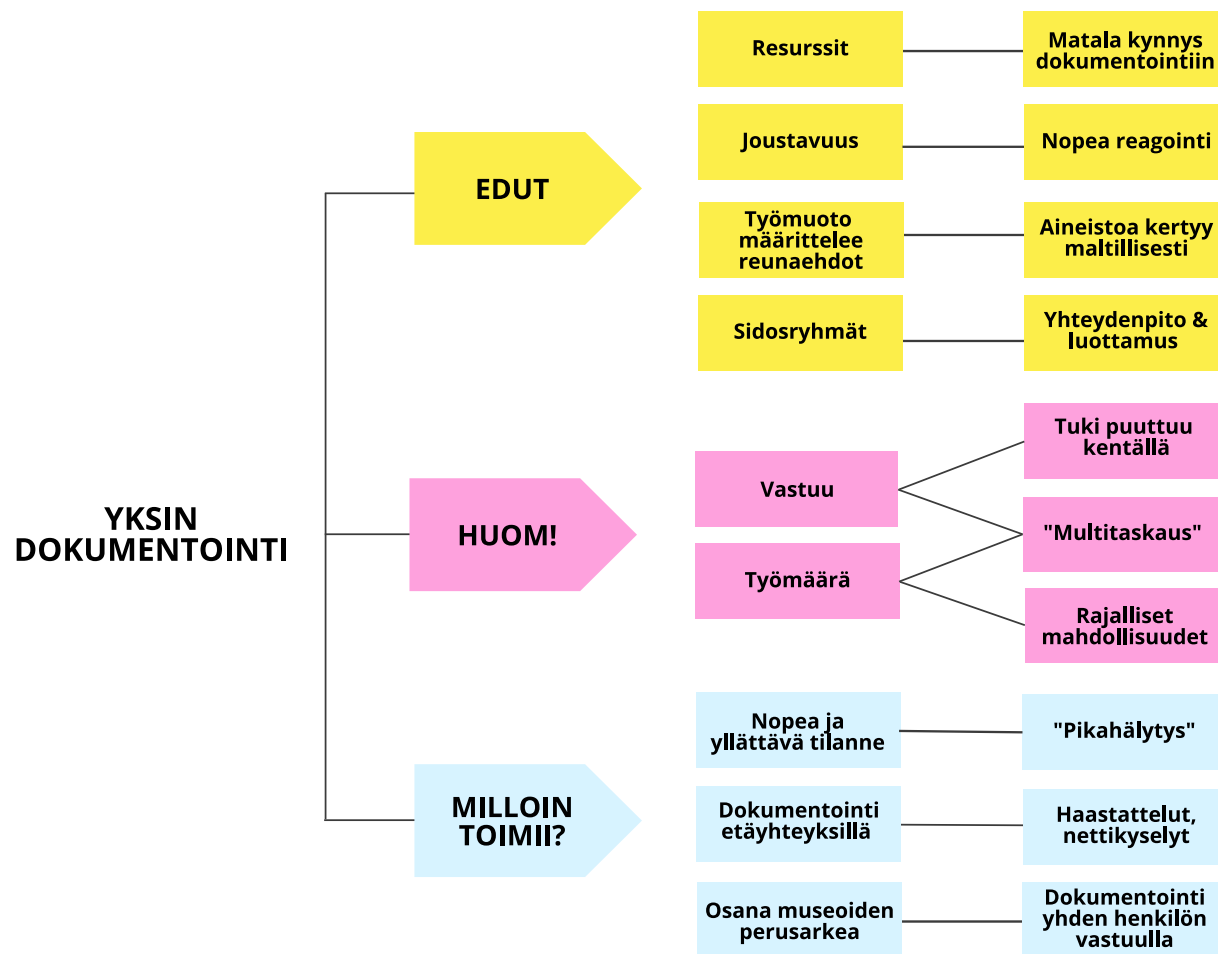 YKSIN
DOKUMENTOINTI
EDUT
Resurssit
Matala kynnys
dokumentointiin
Joustavuus
Nopea reagointi
Työmuoto
määrittelee
reunaehdot
Aineistoa kertyy
maltillisesti
Sidosryhmät
Yhteydenpito &
luottamus
HUOM!
Vastuu
Työmäärä
Tuki puuttuu
kentällä
"Multitaskaus"
Rajalliset
mahdollisuudet
MILLOIN
TOIMII?
Nopea ja
yllättävä tilanne
"Pikahälytys"
Dokumentointi
etäyhteyksillä
Haastattelut,
nettikyselyt
Osana museoiden
perusarkea
Dokumentointi
yhden henkilön
vastuulla